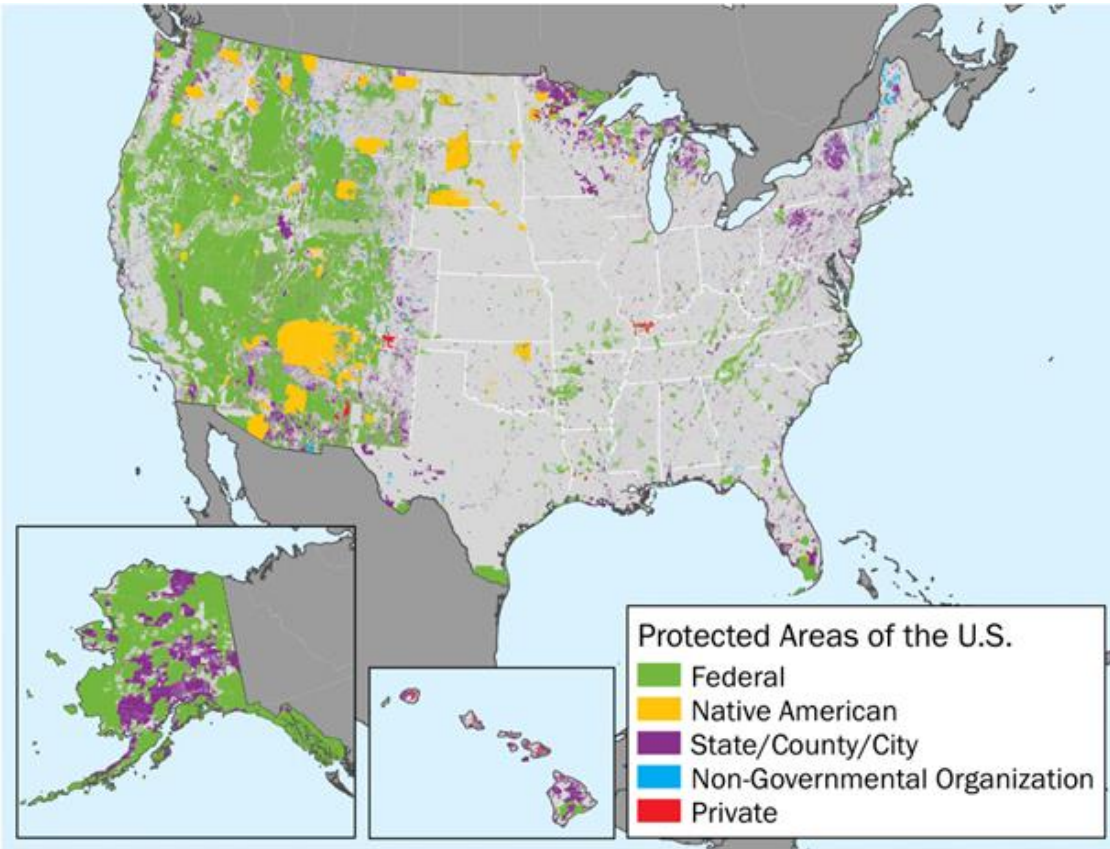 Protected Areas of the U.S.
Federal
Native American
State/County/City
Non-Governmental Organization
Private